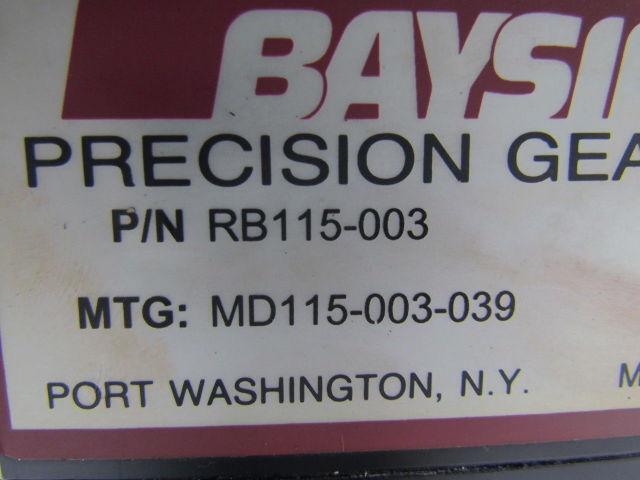 BAYSI
PRECISION GEA
P/N RB115-003
MTG: MD115-003-039
PORT WASHINGTON, N.Y. M